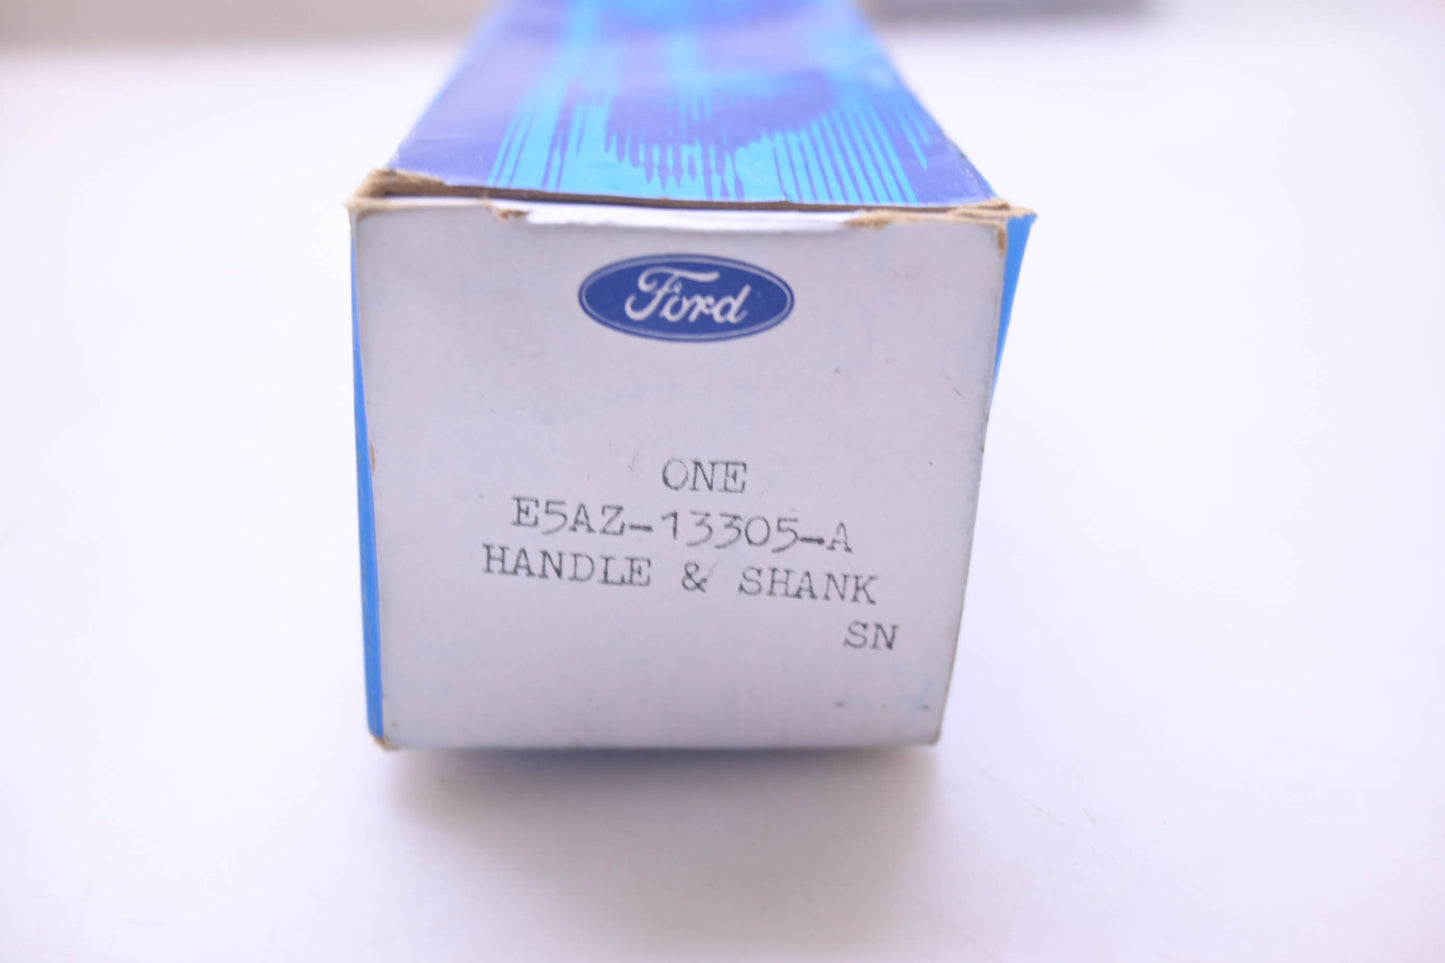 Ford
ONE
E5AZ-13305-A
HANDLE & SHANK
SN